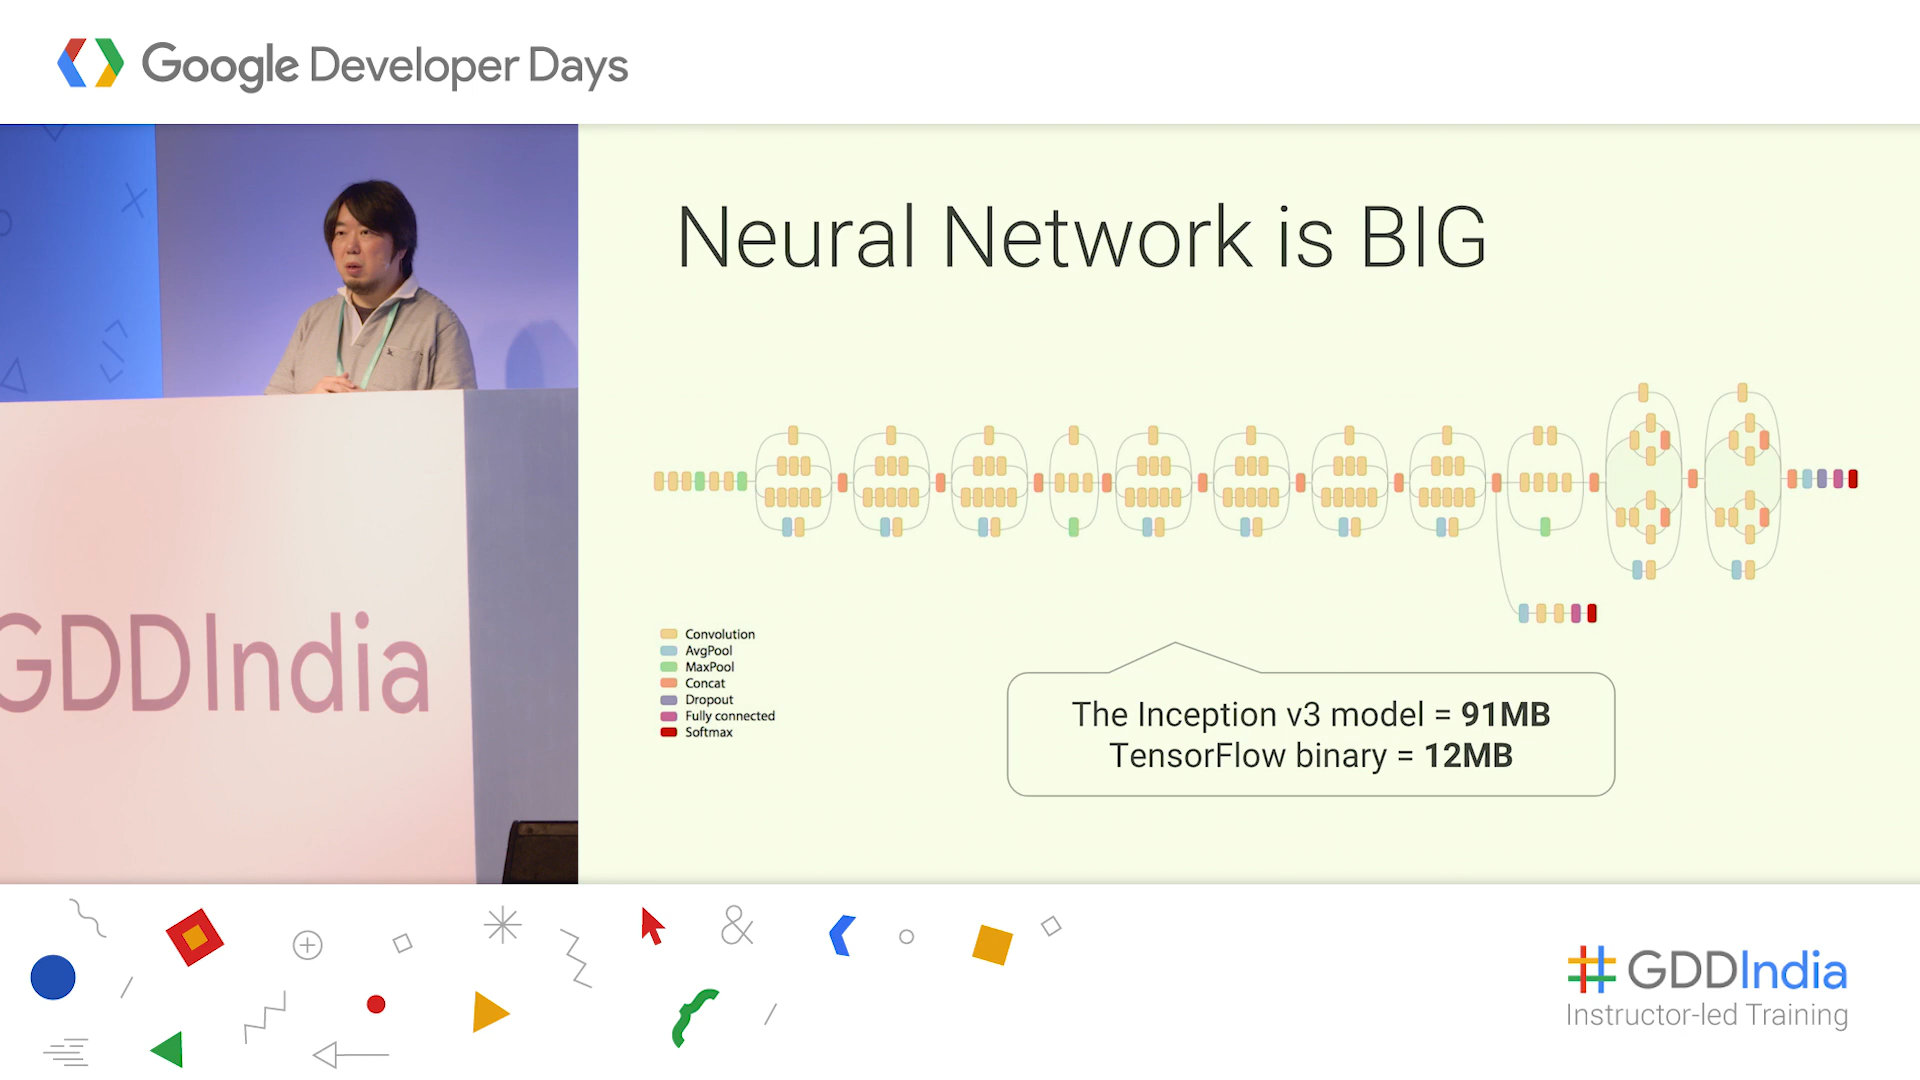 Google Developer Days
Neural Network is BIG
Convolution
AvgPool
MaxPool
Concat
Dropout
Fully connected
Softmax
The Inception v3 model = 91MB
TensorFlow binary = 12MB
GDDIndia
&
#GDDIndia
Instructor-led Training